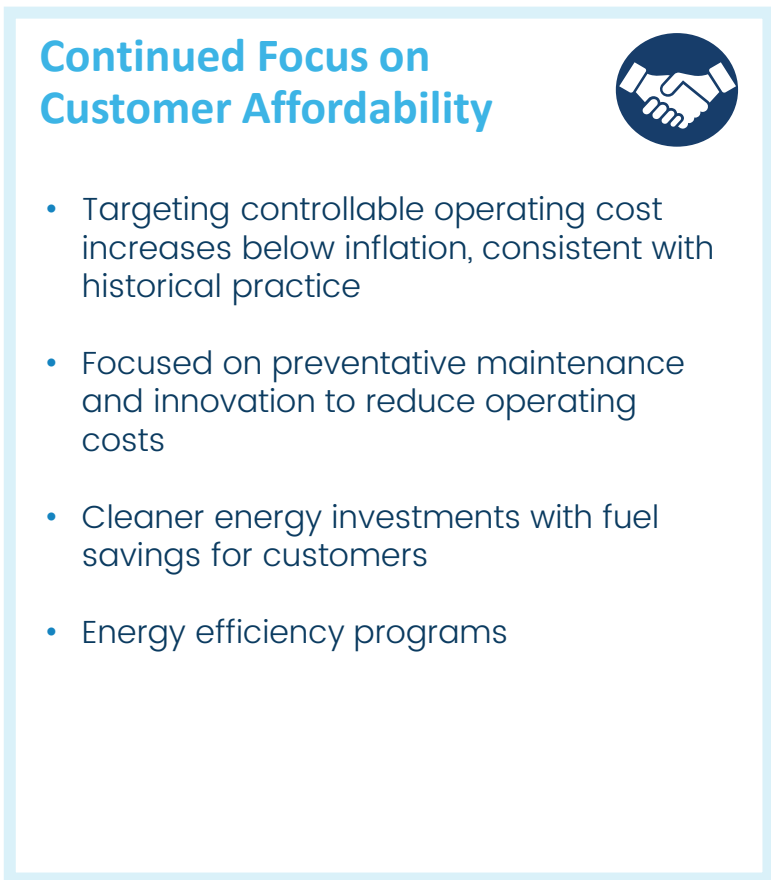 Continued Focus on
Customer Affordability
• Targeting controllable operating cost
increases below inflation, consistent with
historical practice
• Focused on preventative maintenance
and innovation to reduce operating
costs
• Cleaner energy investments with fuel
savings for customers
• Energy efficiency programs